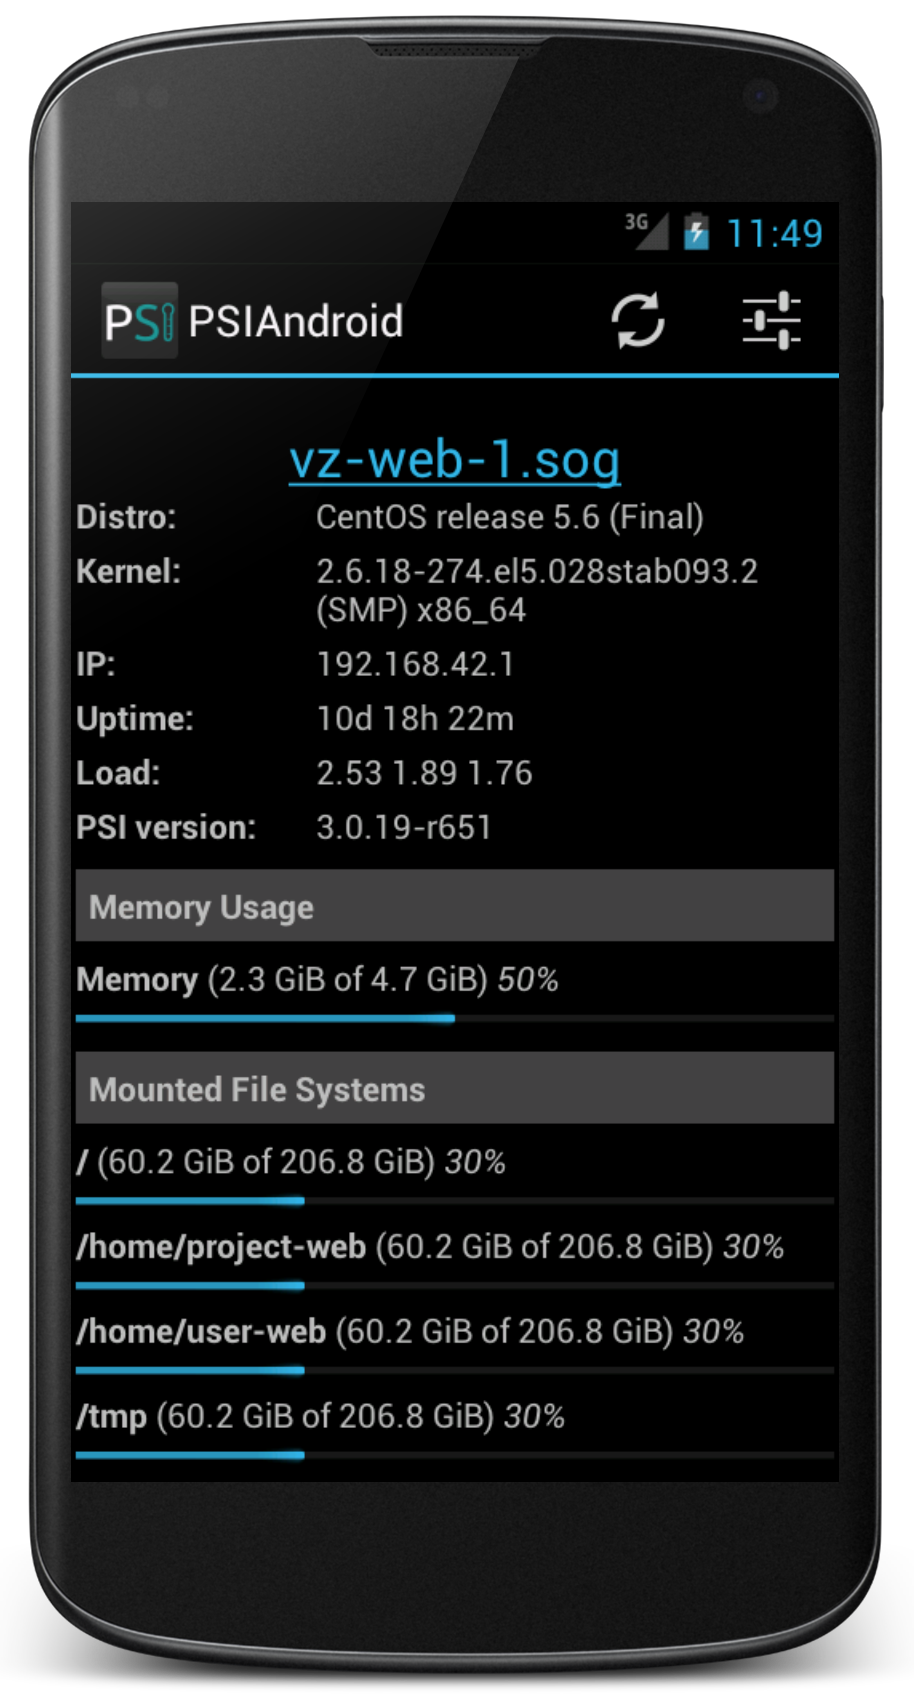 3G 11:49
PSI PSIAndroid
vz-web-1.sog
Distro: CentOS release 5.6 (Final)
Kernel: 2.6.18-274.el5.028stab093.2
(SMP) x86_64
IP: 192.168.42.1
Uptime: 10d 18h 22m
Load: 2.53 1.89 1.76
PSI version: 3.0.19-r651
Memory Usage
Memory (2.3 GiB of 4.7 GiB) 50%
Mounted File Systems
/ (60.2 GiB of 206.8 GiB) 30%
/home/project-web (60.2 GiB of 206.8 GiB) 30%
/home/user-web (60.2 GiB of 206.8 GiB) 30%
/tmp (60.2 GiB of 206.8 GiB) 30%